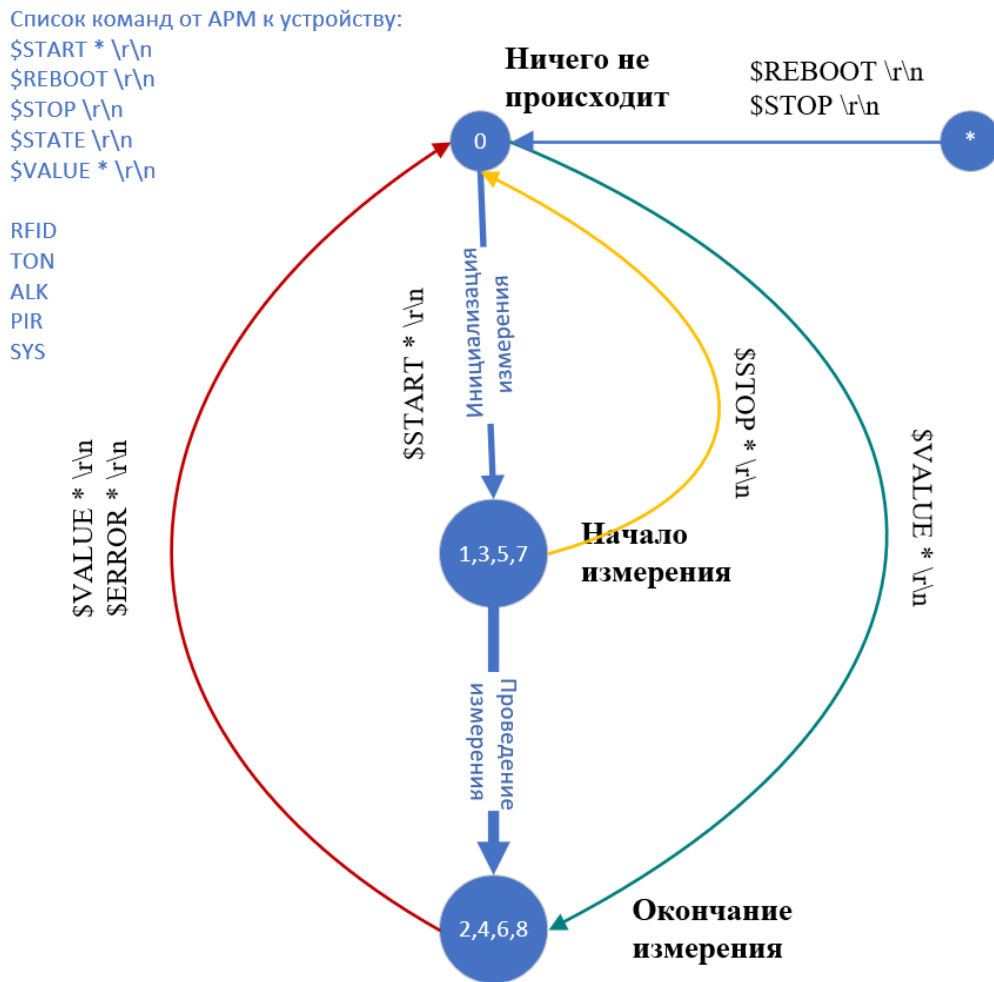 Список команд от АРМ к устройству:
$START * \r\n
$REBOOT \r\n
$STOP \r\n
$STATE \r\n
$VALUE * \r\n
RFID
TON
ALK
PIR
SYS
Ничего не
происходит
$REBOOT \r\n
$STOP \r\n
0
*
$START * \r\n
Инициализация
измерения
$STOP * \r\n
$VALUE * \r\n
$VALUE * \r\n
$ERROR * \r\n
1,3,5,7
Начало
измерения
Проведение
измерения
2,4,6,8
Окончание
измерения